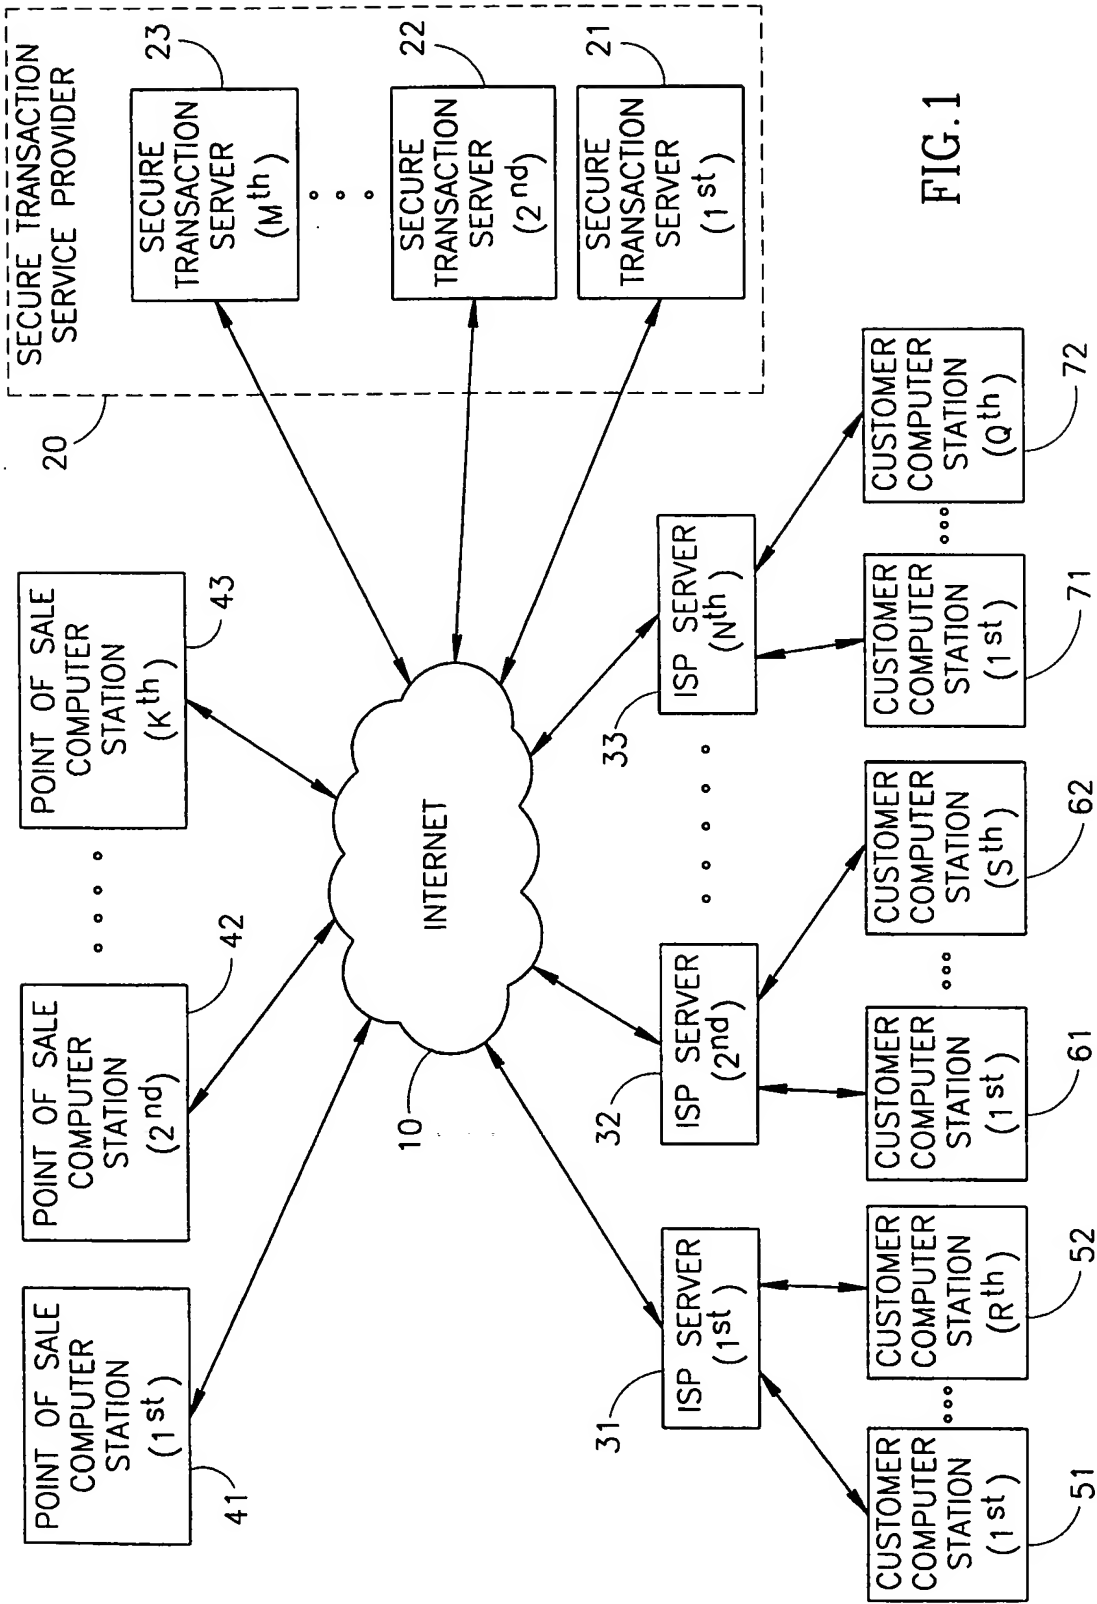 POINT OF SALE
COMPUTER
STATION
(1st)
41
POINT OF SALE
COMPUTER
STATION
(2nd)
42
POINT OF SALE
COMPUTER
STATION
(Kth)
43
SECURE TRANSACTION
SERVICE PROVIDER
20
SECURE
TRANSACTION
SERVER
(Mth)
23
SECURE
TRANSACTION
SERVER
(2nd)
22
SECURE
TRANSACTION
SERVER
(1st)
21
INTERNET
10
ISP SERVER
(1st)
31
ISP SERVER
(2nd)
32
ISP SERVER
(Nth)
33
CUSTOMER
COMPUTER
STATION
(1st)
51
CUSTOMER
COMPUTER
STATION
(Rth)
52
CUSTOMER
COMPUTER
STATION
(1st)
61
CUSTOMER
COMPUTER
STATION
(Sth)
62
CUSTOMER
COMPUTER
STATION
(1st)
71
CUSTOMER
COMPUTER
STATION
(Qth)
72
FIG.1